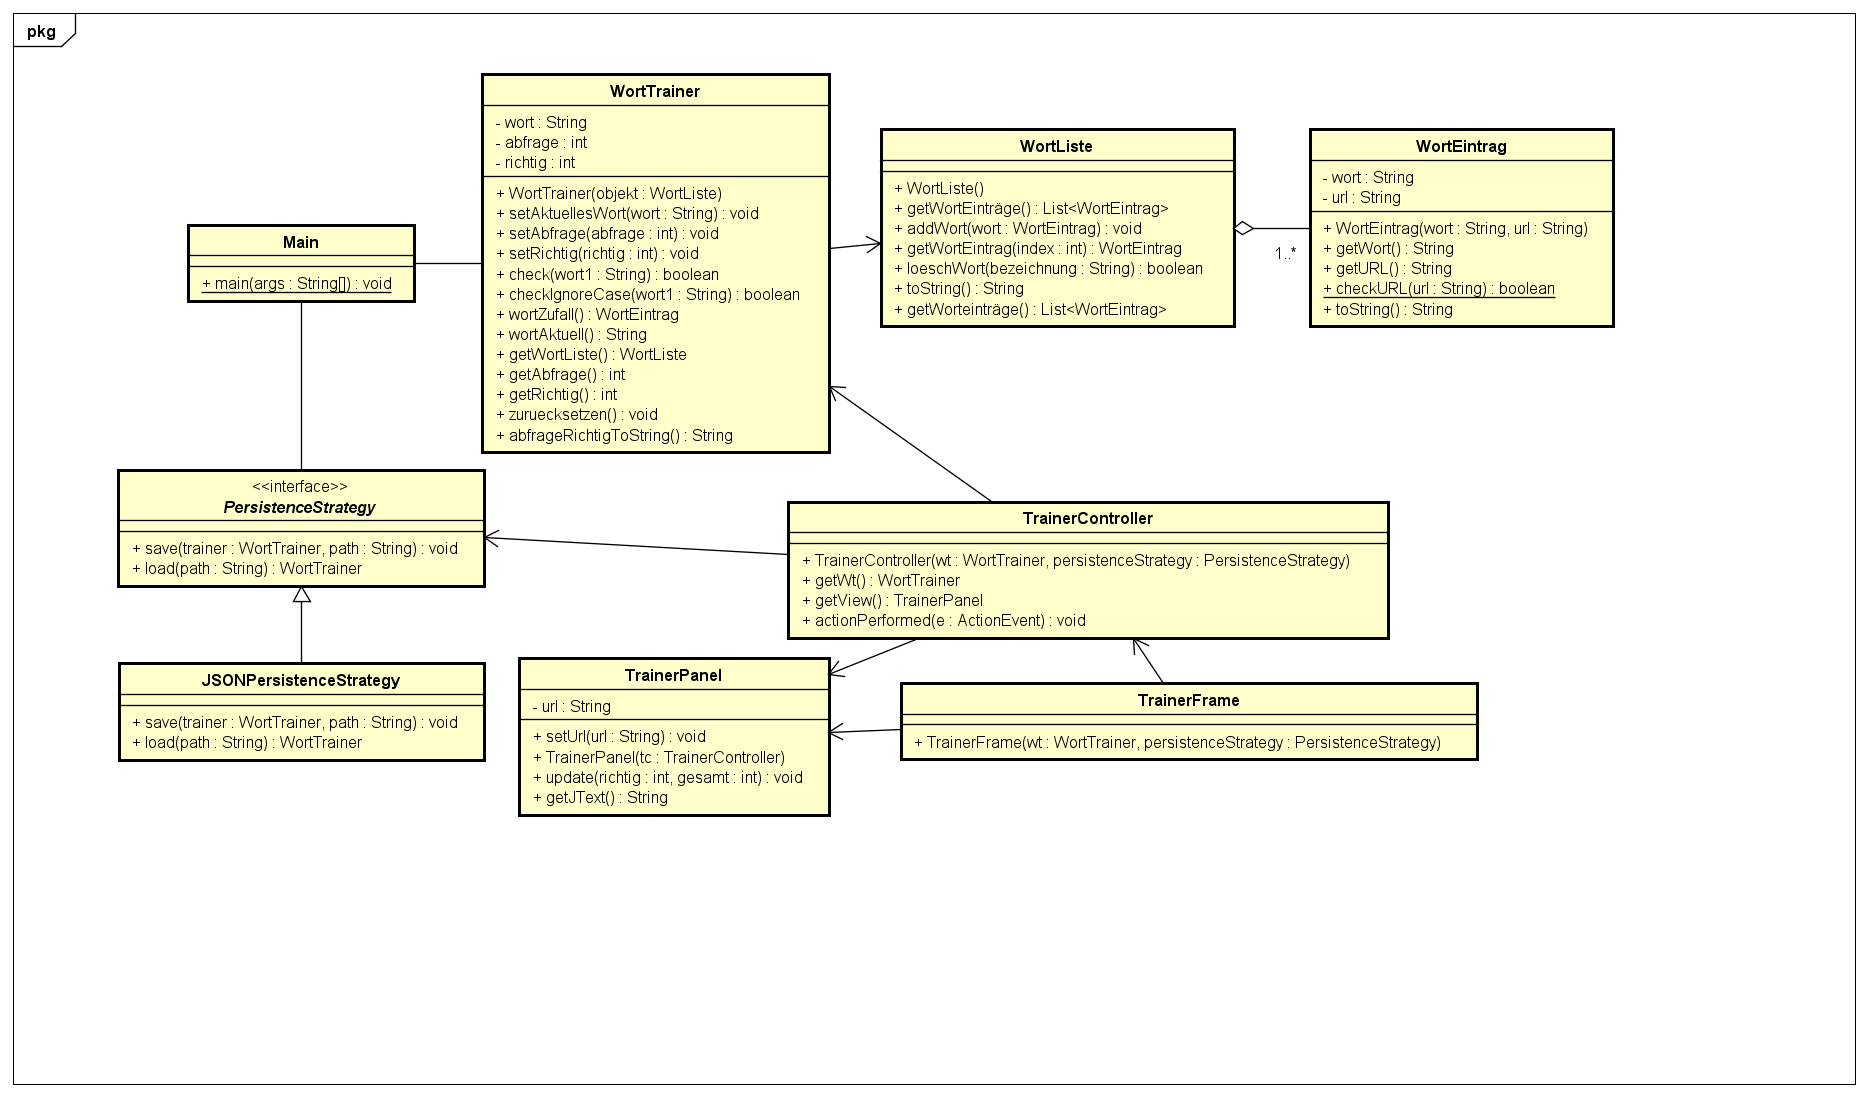 pkg
WortTrainer
- wort : String
- abfrage : int
- richtig : int
+ WortTrainer(objekt : WortListe)
+ setAktuellesWort(wort : String) : void
+ setAbfrage(abfrage : int) : void
+ setRichtig(richtig : int) : void
+ check(wort1 : String) : boolean
+ checkIgnoreCase(wort1 : String) : boolean
+ wortZufall() : WortEintrag
+ wortAktuell() : String
+ getWortListe() : WortListe
+ getAbfrage() : int
+ getRichtig() : int
+ zuruecksetzen() : void
+ abfrageRichtigToString() : String
WortListe
+ WortListe()
+ getWortEinträge() : List<WortEintrag>
+ addWort(wort : WortEintrag) : void
+ getWortEintrag(index : int) : WortEintrag
+ loeschWort(bezeichnung : String) : boolean
+ toString() : String
+ getWorteinträge() : List<WortEintrag>
1..*
WortEintrag
- wort : String
- url : String
+ WortEintrag(wort : String, url : String)
+ getWort() : String
+ getURL() : String
+ checkURL(url : String) : boolean
+ toString() : String
Main
+ main(args : String[]) : void
<<interface>>
PersistenceStrategy
+ save(trainer : WortTrainer, path : String) : void
+ load(path : String) : WortTrainer
TrainerController
+ TrainerController(wt : WortTrainer, persistenceStrategy : PersistenceStrategy)
+ getWt() : WortTrainer
+ getView() : TrainerPanel
+ actionPerformed(e : ActionEvent) : void
JSONPersistenceStrategy
+ save(trainer : WortTrainer, path : String) : void
+ load(path : String) : WortTrainer
TrainerPanel
- url : String
+ setUrl(url : String) : void
+ TrainerPanel(tc : TrainerController)
+ update(richtig : int, gesamt : int) : void
+ getJText() : String
TrainerFrame
+ TrainerFrame(wt : WortTrainer, persistenceStrategy : PersistenceStrategy)